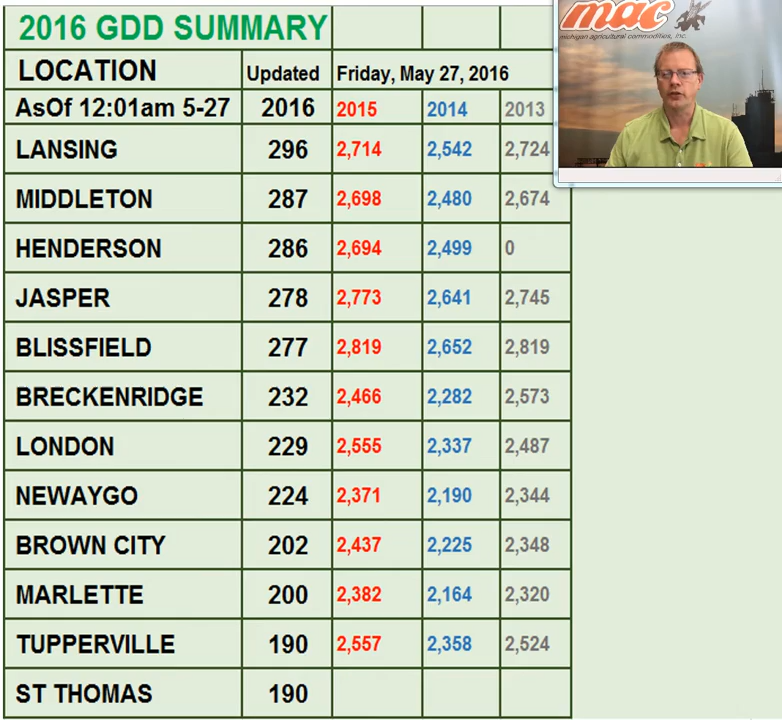 2016 GDD SUMMARY
mac
michigan agricultural commodities, inc.
LOCATION Updated Friday, May 27, 2016
AsOf 12:01am 5-27 2016 2015 2014 2013
LANSING 296 2,714 2,542 2,724
MIDDLETON 287 2,698 2,480 2,674
HENDERSON 286 2,694 2,499 0
JASPER 278 2,773 2,641 2,745
BLISSFIELD 277 2,819 2,652 2,819
BRECKENRIDGE 232 2,466 2,282 2,573
LONDON 229 2,555 2,337 2,487
NEWAYGO 224 2,371 2,190 2,344
BROWN CITY 202 2,437 2,225 2,348
MARLETTE 200 2,382 2,164 2,320
TUPPERVILLE 190 2,557 2,358 2,524
ST THOMAS 190